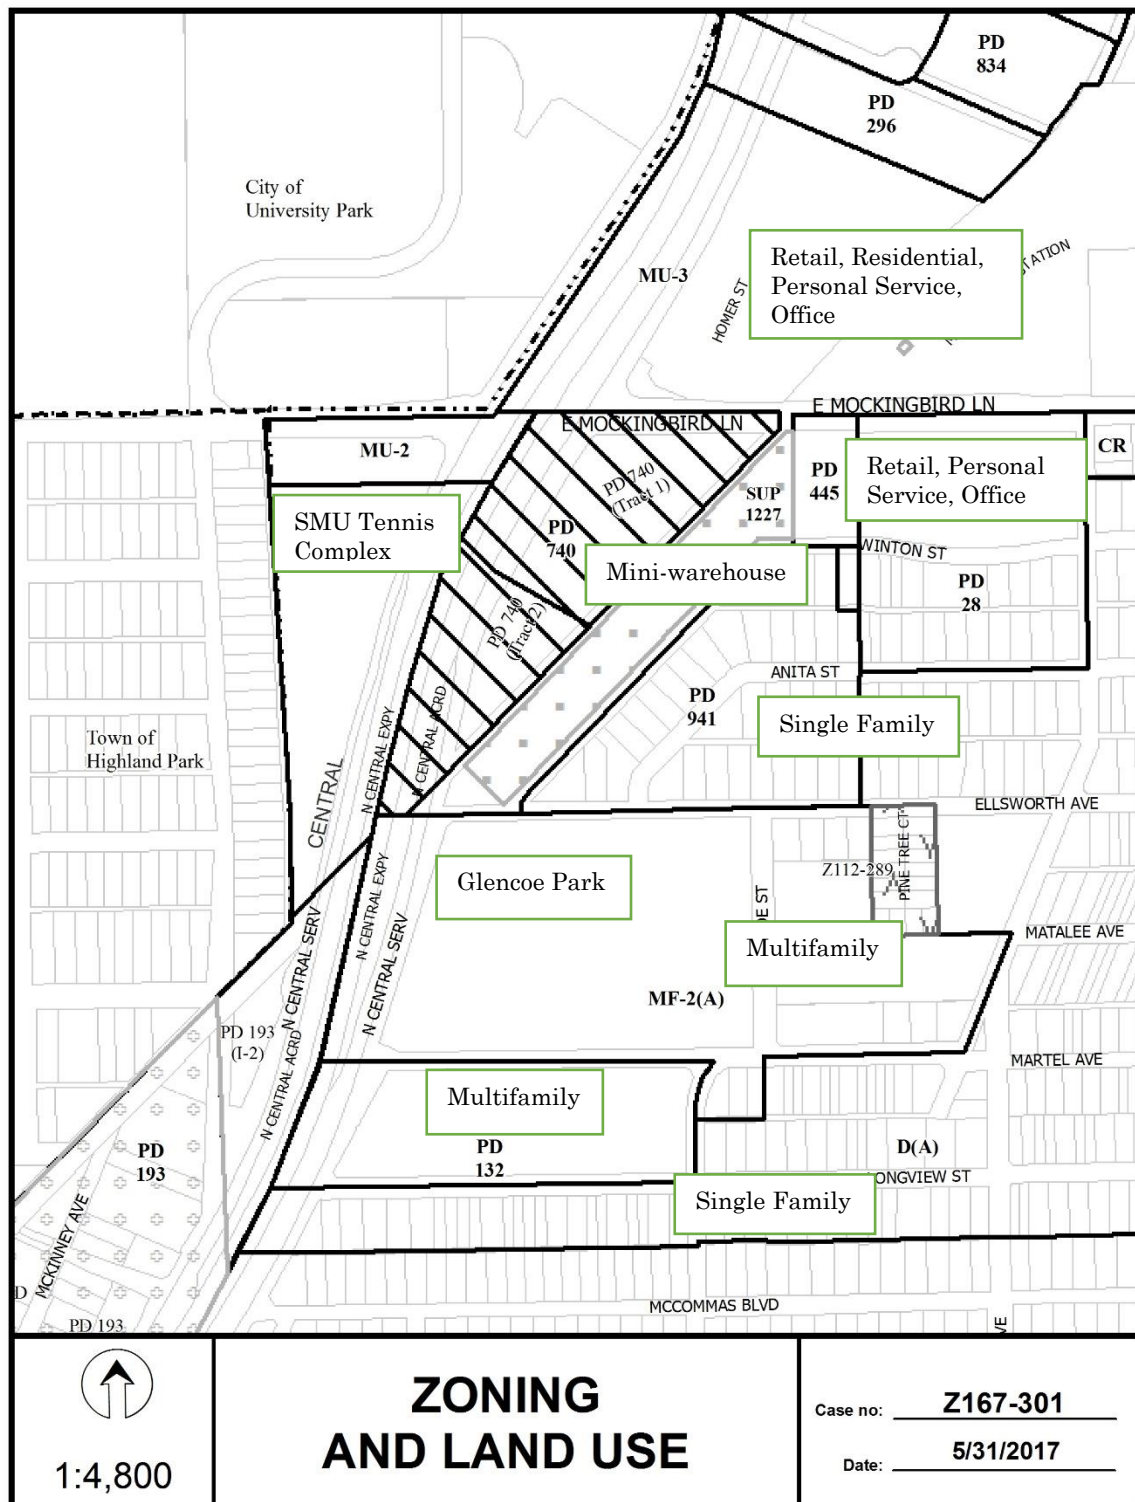 PD
834
PD
296
City of
University Park
MU-3
HOMER ST
Retail, Residential,
Personal Service,
Office
STATION
E MOCKINGBIRD LN
E MOCKINGBIRD LN
MU-2
PD 740
(Tract 1)
SUP
1227
PD
445
Retail, Personal
Service, Office
CR
SMU Tennis
Complex
PD
740
WINTON ST
Mini-warehouse
PD
28
PD 740
(Tract 2)
ANITA ST
PD
941
Single Family
Town of
Highland Park
N CENTRAL ACRD
N CENTRAL EXPY
CENTRAL
ELLSWORTH AVE
PINE TREE CT
Z112-289
Glencoe Park
N CENTRAL EXPY
N CENTRAL SERV
N CENTRAL SERV
DE ST
Multifamily
MATALEE AVE
MF-2(A)
PD 193
(I-2)
N CENTRAL ACRD
MARTEL AVE
Multifamily
PD
132
PD
193
D(A)
LONGVIEW ST
Single Family
MCKINNEY AVE
D
PD 193
MCCOMMAS BLVD
VE
1:4,800
ZONING
AND LAND USE
Case no: Z167-301
Date: 5/31/2017